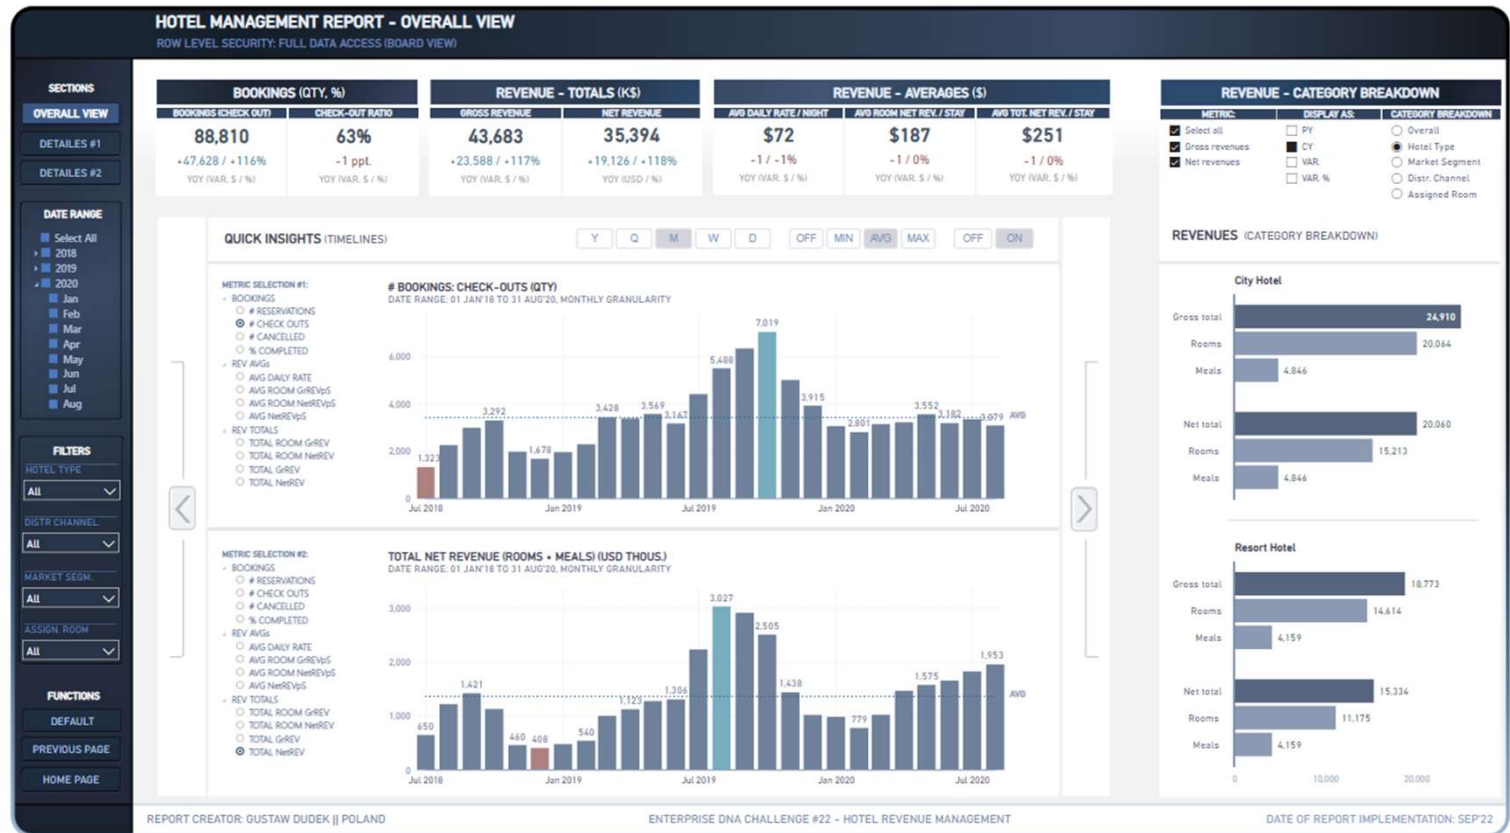 HOTEL MANAGEMENT REPORT - OVERALL VIEW
ROW LEVEL SECURITY: FULL DATA ACCESS (BOARD VIEW)
SECTIONS
OVERALL VIEW
DETAILES #1
DETAILES #2
DATE RANGE
Select All
2018
2019
2020
Jan
Feb
Mar
Apr
May
Jun
Jul
Aug
FILTERS
HOTEL TYPE
All
DISTR CHANNEL.
All
MARKET SEGM.
All
ASSIGN. ROOM
All
FUNCTIONS
DEFAULT
PREVIOUS PAGE
HOME PAGE
BOOKINGS (QTY, %)
BOOKINGS (CHECK OUT) CHECK-OUT RATIO
88,810 63%
+47,628 / +116% -1 ppt.
YOY (VAR. $ / %) YOY (VAR. $ / %)
REVENUE - TOTALS (K$)
GROSS REVENUE NET REVENUE
43,683 35,394
+23,588 / +117% +19,126 / +118%
YOY (VAR. $ / %) YOY (USD / %)
REVENUE - AVERAGES ($)
AVG DAILY RATE / NIGHT AVG ROOM NET REV. / STAY AVG TOT. NET REV. / STAY
$72 $187 $251
-1 / -1% -1 / 0% -1 / 0%
YOY (VAR. $ / %) YOY (VAR. $ / %) YOY (VAR. $ / %)
QUICK INSIGHTS (TIMELINES)
Y Q M W D OFF MIN AVG MAX OFF ON
METRIC SELECTION #1:
BOOKINGS
# RESERVATIONS
# CHECK OUTS
# CANCELLED
% COMPLETED
REV AVGs
AVG DAILY RATE
AVG ROOM GrREVpS
AVG ROOM NetREVpS
AVG NetREVpS
REV TOTALS
TOTAL ROOM GrREV
TOTAL ROOM NetREV
TOTAL GrREV
TOTAL NetREV
# BOOKINGS: CHECK-OUTS (QTY)
DATE RANGE: 01 JAN'18 TO 31 AUG'20, MONTHLY GRANULARITY
6,000
4,000
2,000
0
1,323 3,292 1,678 3,428 3,569 3,167 5,488 7,019 3,915 2,801 3,552 3,182 3,079 AVG
Jul 2018 Jan 2019 Jul 2019 Jan 2020 Jul 2020
METRIC SELECTION #2:
BOOKINGS
# RESERVATIONS
# CHECK OUTS
# CANCELLED
% COMPLETED
REV AVGs
AVG DAILY RATE
AVG ROOM GrREVpS
AVG ROOM NetREVpS
AVG NetREVpS
REV TOTALS
TOTAL ROOM GrREV
TOTAL ROOM NetREV
TOTAL GrREV
TOTAL NetREV
TOTAL NET REVENUE (ROOMS + MEALS) (USD THOUS.)
DATE RANGE: 01 JAN'18 TO 31 AUG'20, MONTHLY GRANULARITY
3,000
2,000
1,000
0
650 1,421 460 408 540 1,123 1,306 3,027 2,505 1,438 779 1,575 1,953 AVG
Jul 2018 Jan 2019 Jul 2019 Jan 2020 Jul 2020
REVENUE - CATEGORY BREAKDOWN
METRIC: DISPLAY AS: CATEGORY BREAKDOWN
Select all PY Overall
Gross revenues CY Hotel Type
Net revenues VAR. Market Segment
VAR. % Distr. Channel
Assigned Room
REVENUES (CATEGORY BREAKDOWN)
City Hotel
Gross total 24,910
Rooms 20,064
Meals 4,846
Net total 20,060
Rooms 15,213
Meals 4,846
Resort Hotel
Gross total 18,773
Rooms 14,614
Meals 4,159
Net total 15,334
Rooms 11,175
Meals 4,159
0 10,000 20,000
REPORT CREATOR: GUSTAW DUDEK || POLAND
ENTERPRISE DNA CHALLENGE #22 - HOTEL REVENUE MANAGEMENT
DATE OF REPORT IMPLEMENTATION: SEP'22